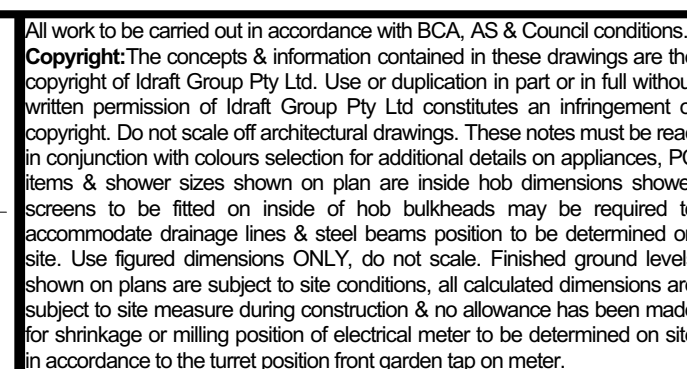 All work to be carried out in accordance with BCA, AS & Council conditions.
Copyright:The concepts & information contained in these drawings are the
copyright of Idraft Group Pty Ltd. Use or duplication in part or in full without
written permission of Idraft Group Pty Ltd constitutes an infringement o
copyright. Do not scale off architectural drawings. These notes must be read
in conjunction with colours selection for additional details on appliances, PC
items & shower sizes shown on plan are inside hob dimensions shower
screens to be fitted on inside of hob bulkheads may be required to
accommodate drainage lines & steel beams position to be determined on
site. Use figured dimensions ONLY, do not scale. Finished ground levels
shown on plans are subject to site conditions, all calculated dimensions are
subject to site measure during construction & no allowance has been made
for shrinkage or milling position of electrical meter to be determined on site
in accordance to the turret position front garden tap on meter.